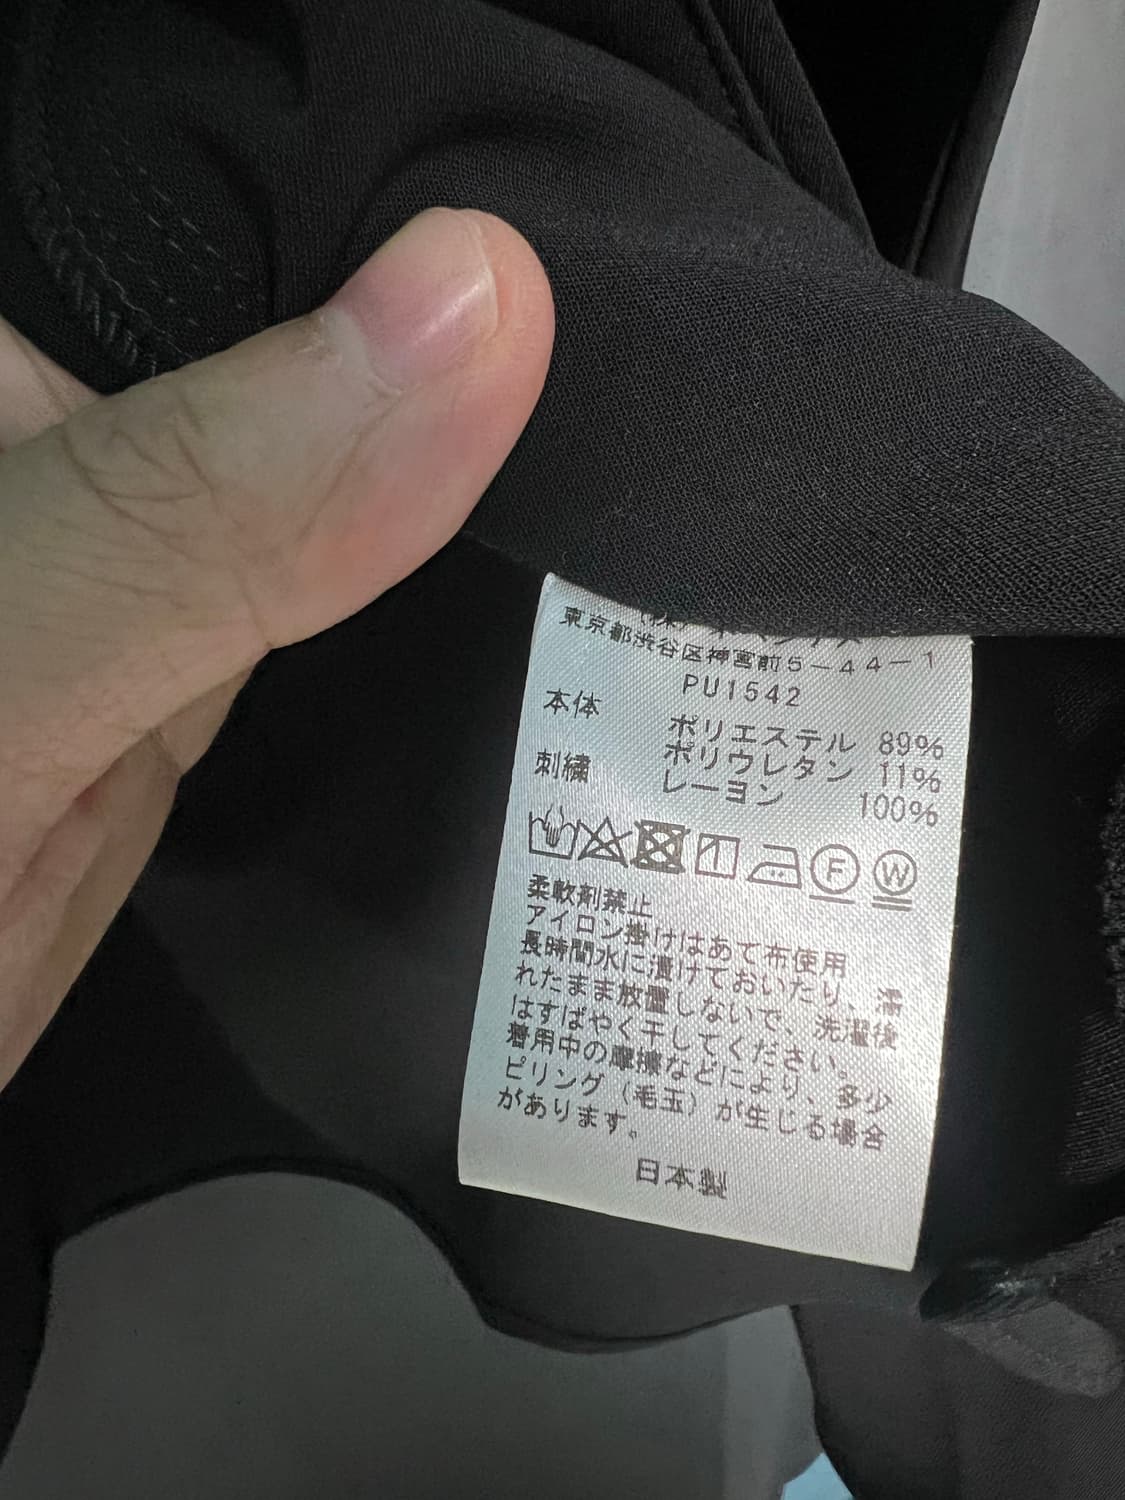 東京都渋谷区神宮前5-44-1
PU1542
本体 ポリエステル 89%
ポリウレタン 11%
刺繍 レーヨン 100%
F W
柔軟剤禁止
アイロン掛けはあて布使用
長時間水に漬けておいたり、濡
れたまま放置しないで、洗濯後
はすばやく干してください。
着用中の摩擦などにより、多少
ピリング(毛玉)が生じる場合
があります。
日本製